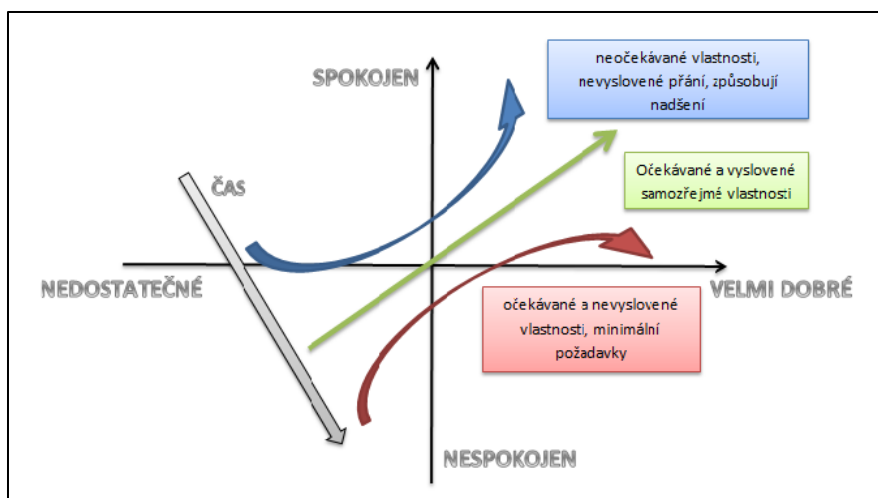 neočekávané vlastnosti,
nevyslovené přání, způsobují
nadšení
SPOKOJEN
Očekávané a vyslovené
samozřejmé vlastnosti
ČAS
NEDOSTATEČNÉ
VELMI DOBRÉ
očekávané a nevyslovené
vlastnosti, minimální
požadavky
NESPOKOJEN